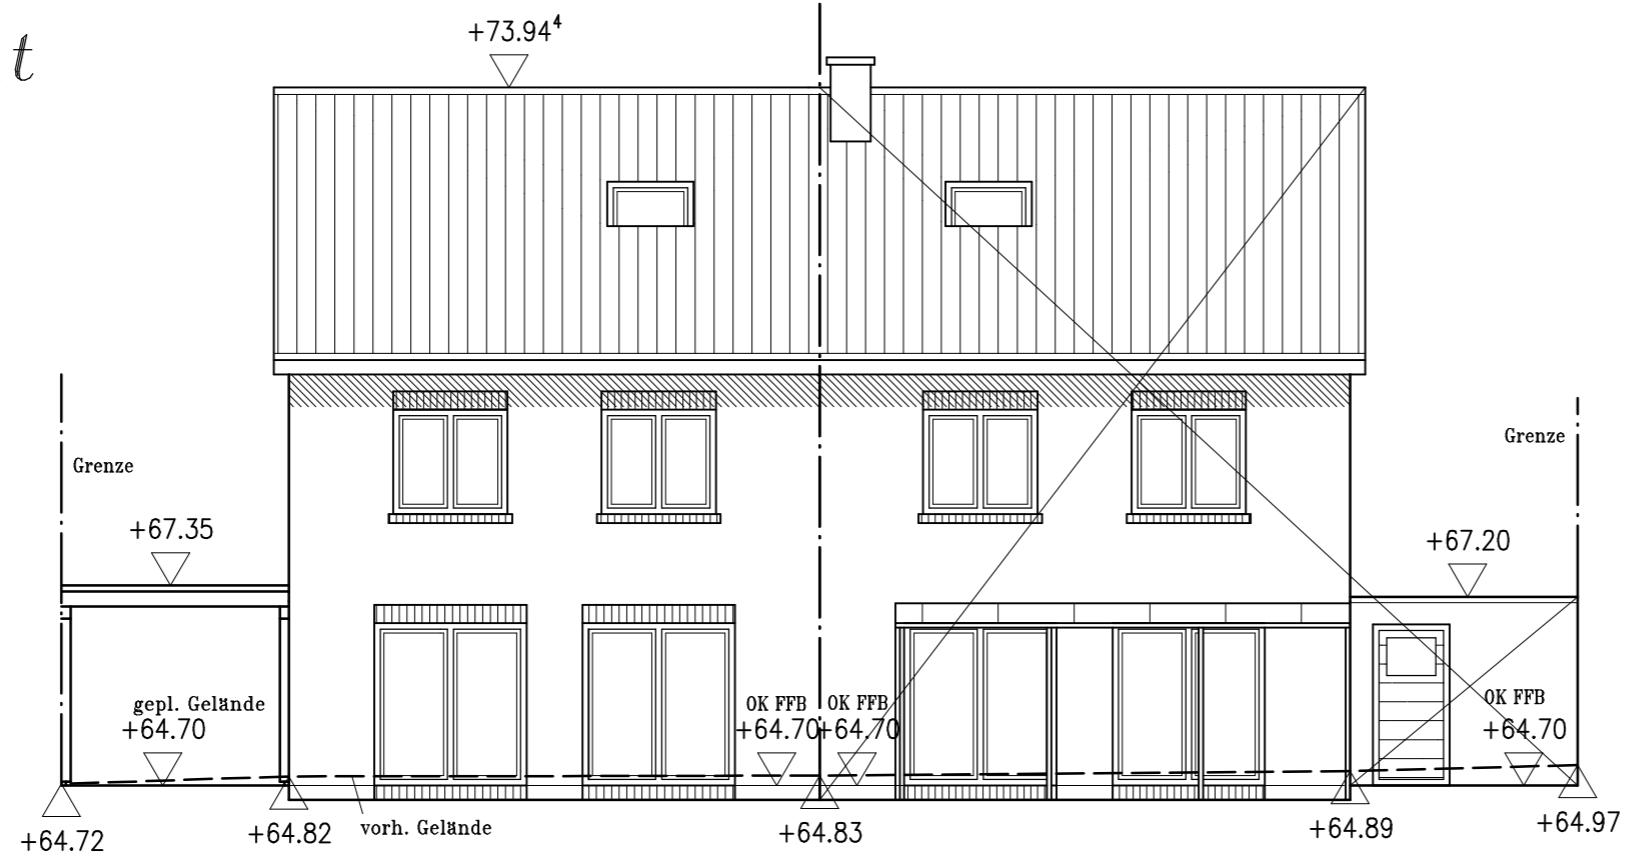 +73.94⁴
t
Grenze
Grenze
+67.35
+67.20
gepl. Gelände
+64.70
OK FFB
+64.70
OK FFB
+64.70
OK FFB
+64.70
+64.72
+64.82
vorh. Gelände
+64.83
+64.89
+64.97